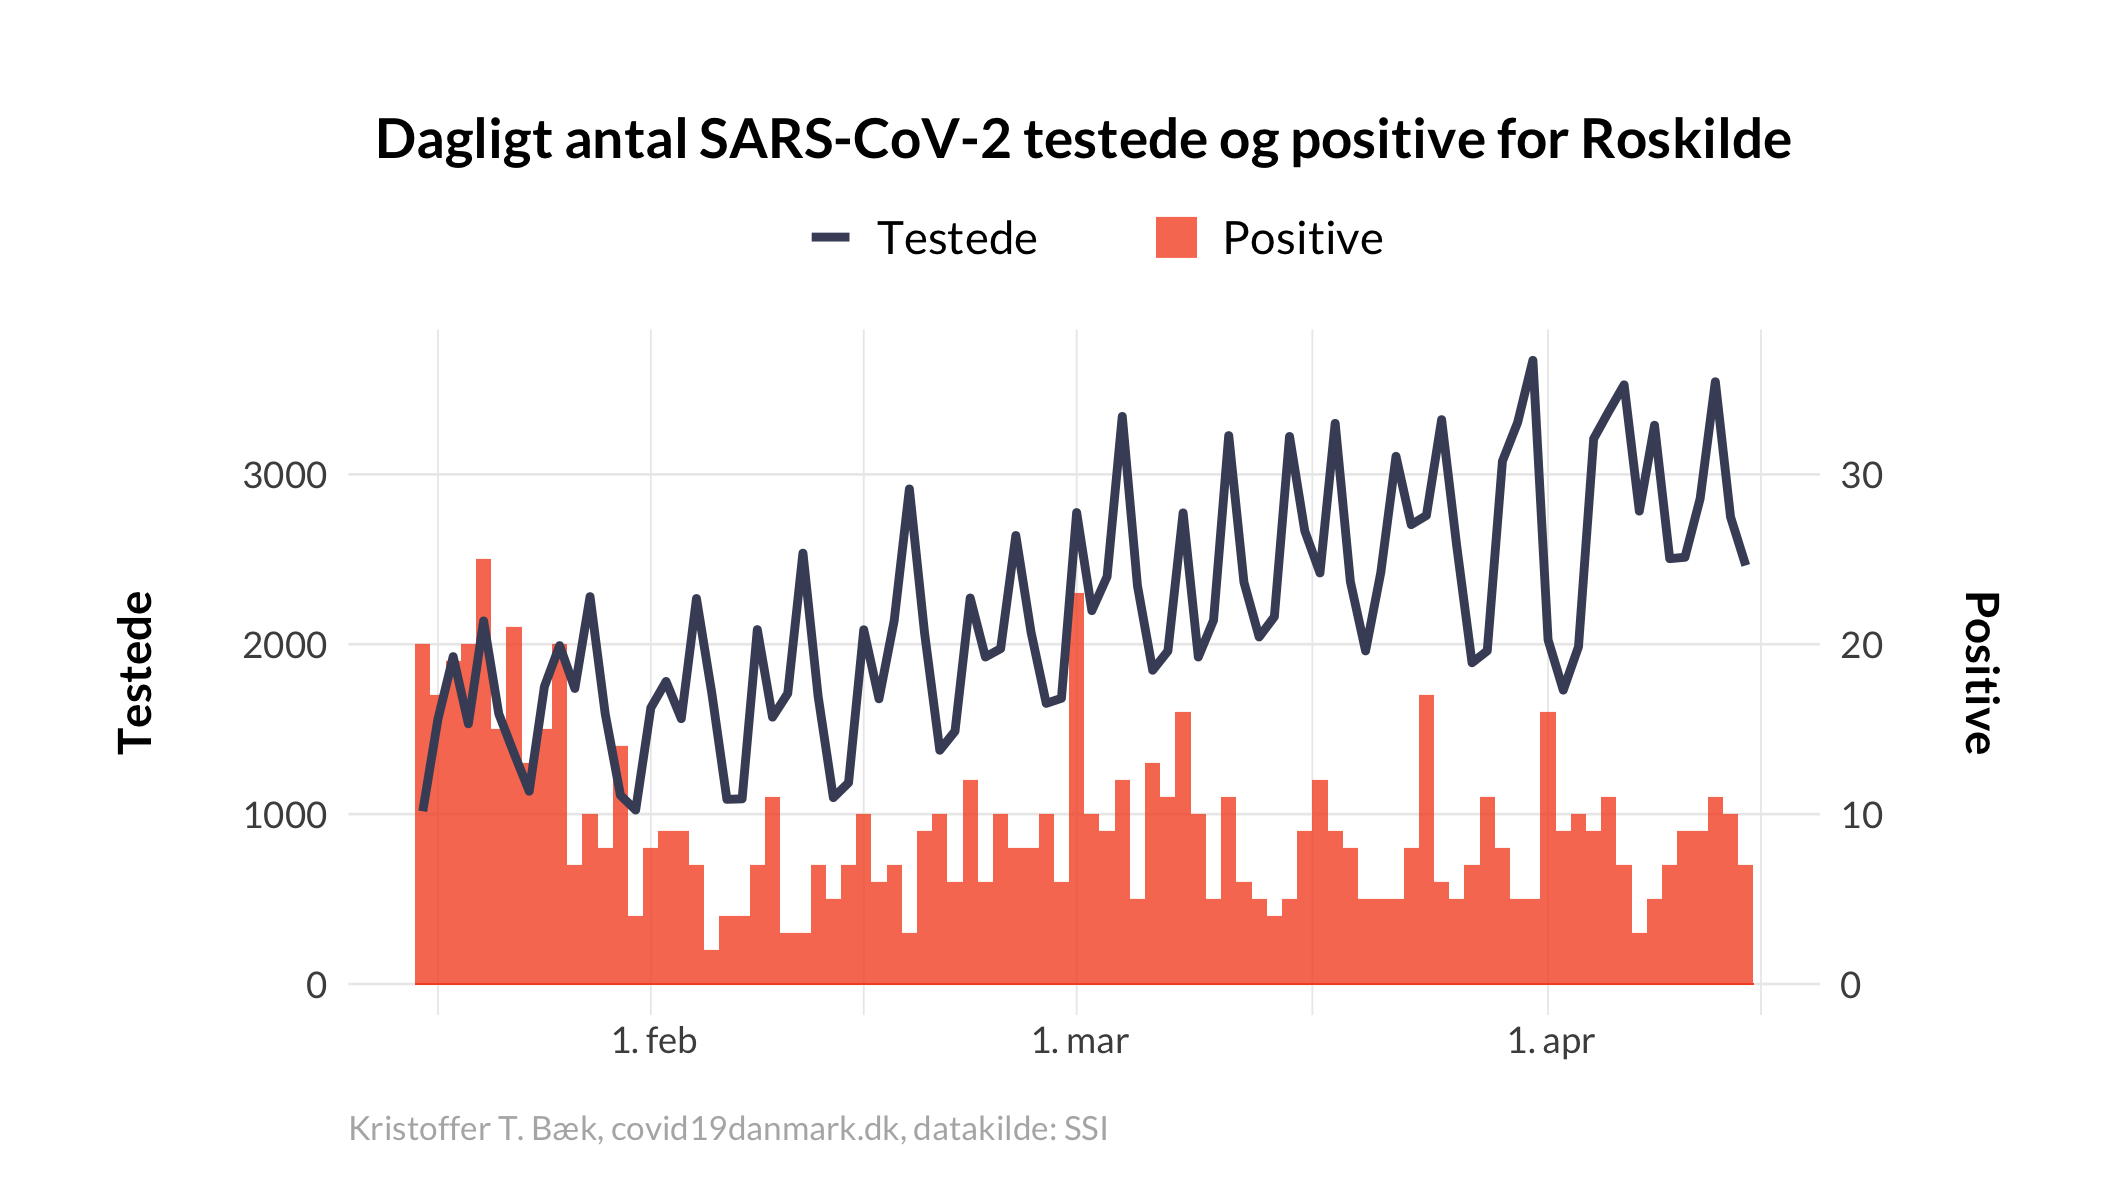 Dagligt antal SARS-CoV-2 testede og positive for Roskilde
Testede Positive
3000 30
2000 20
1000 10
0 0
Testede
Positive
1. feb 1. mar 1. apr
Kristoffer T. Bæk, covid19danmark.dk, datakilde: SSI